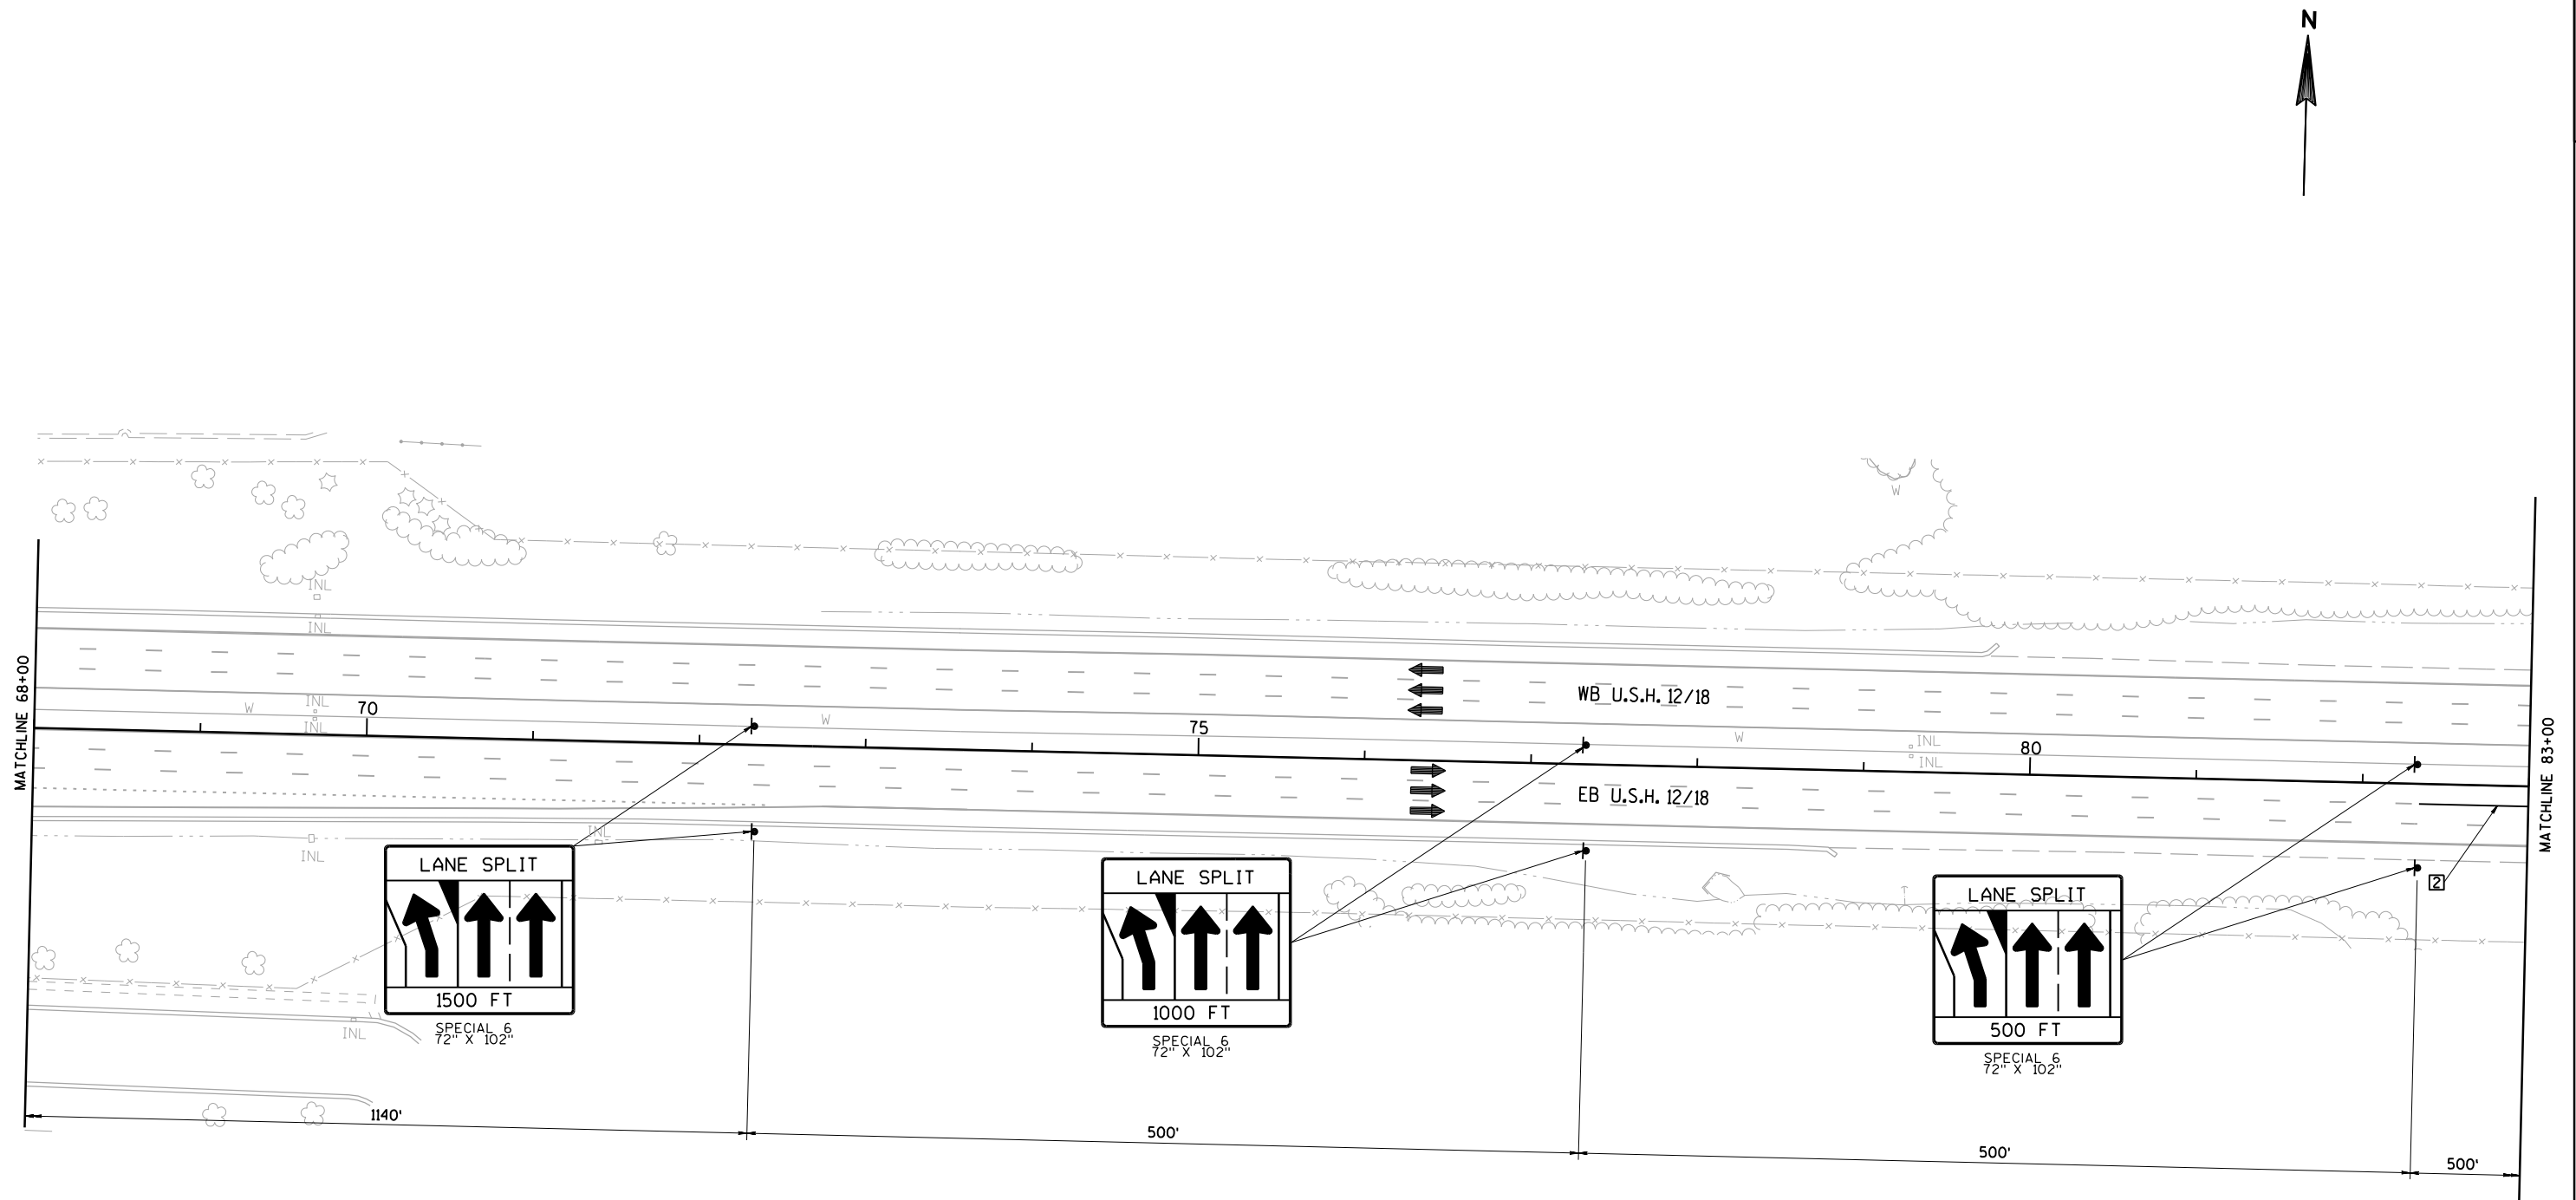 N
W
INL
INL
MATCHLINE 68+00
INL
INL
W
70
W
75
WB U.S.H. 12/18
W
INL
INL
80
MATCHLINE 83+00
EB U.S.H. 12/18
INL
INL
INL
LANE SPLIT
1500 FT
SPECIAL 6
72" X 102"
LANE SPLIT
1000 FT
SPECIAL 6
72" X 102"
LANE SPLIT
500 FT
SPECIAL 6
72" X 102"
2
1140'
500'
500'
500'